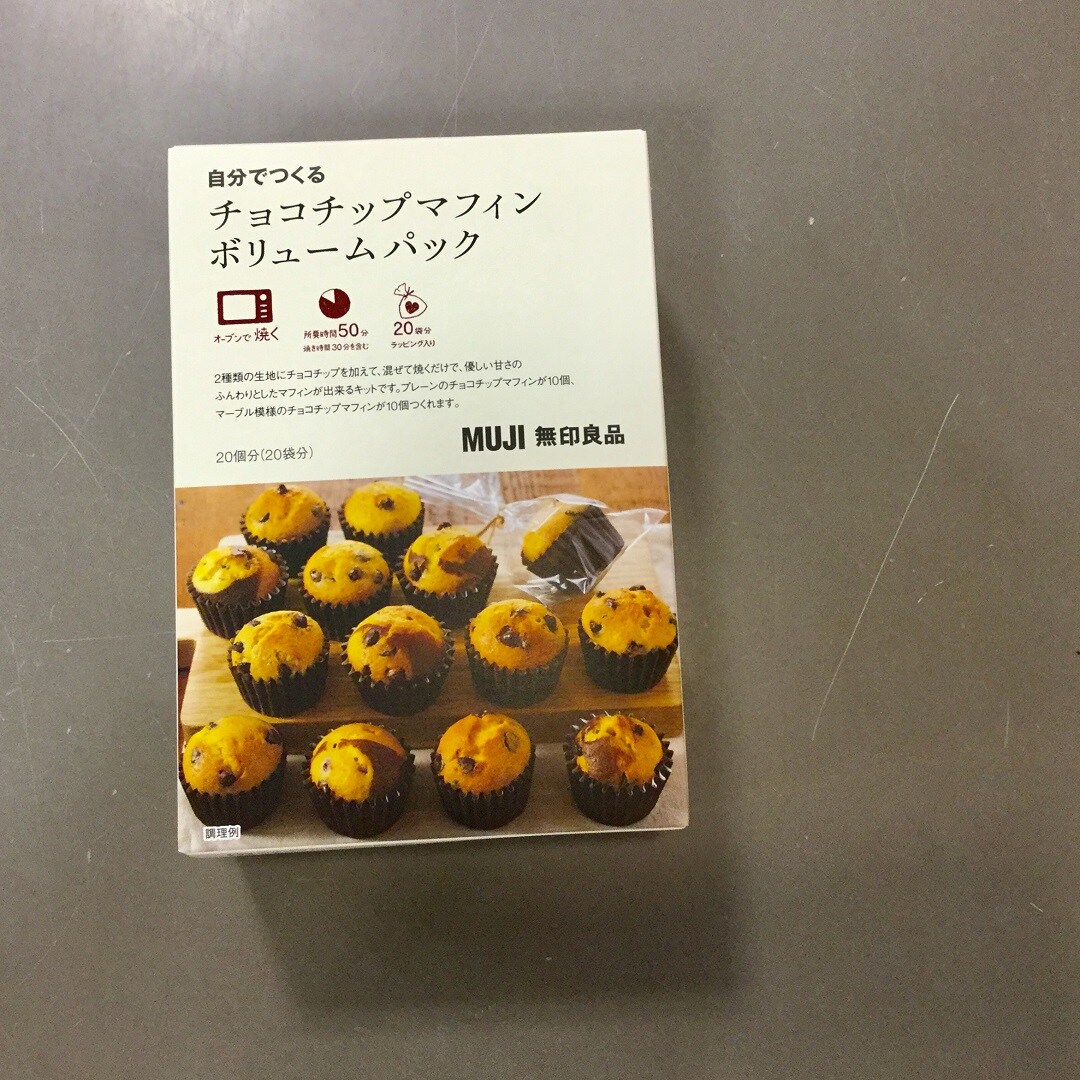 自分でつくる
チョコチップマフィン
ボリュームパック
オーブンで 焼く
所要時間50分
焼き時間30分を含む
20袋分
ラッピング入り
2種類の生地にチョコチップを加えて、混ぜて焼くだけで、優しい甘さの
ふんわりとしたマフィンが出来るキットです。プレーンのチョコチップマフィンが10個、
マーブル模様のチョコチップマフィンが10個つくれます。
MUJI 無印良品
20個分(20袋分)
調理例